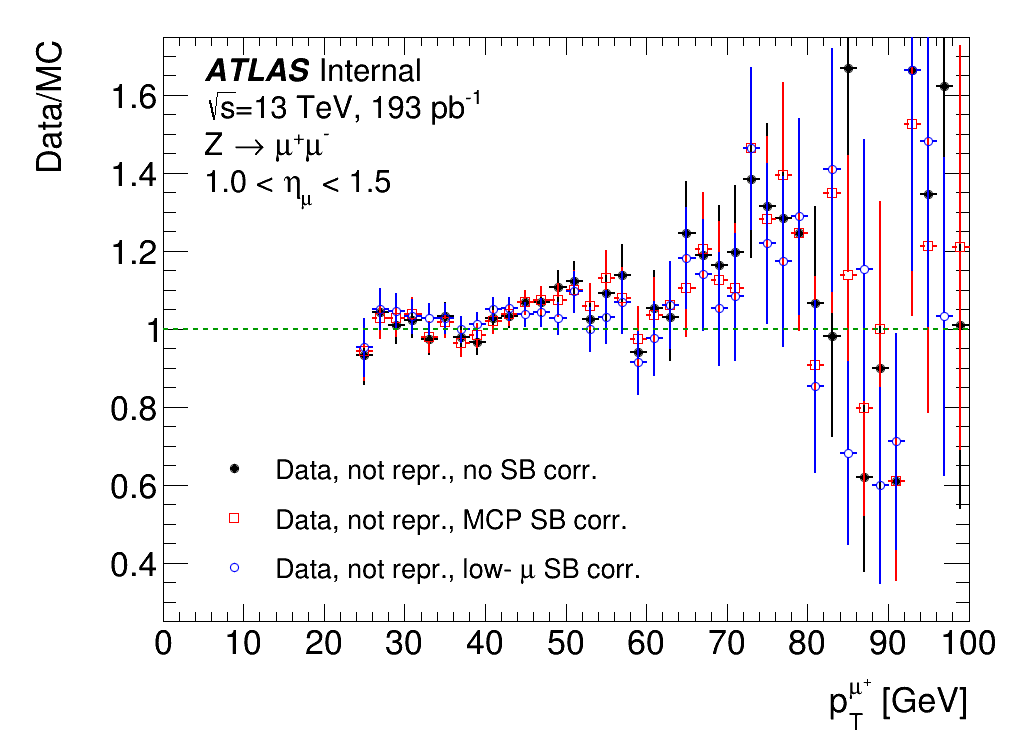 Data/MC
ATLAS Internal
√s=13 TeV, 193 pb⁻¹
Z → μ⁺μ⁻
1.0 < η_μ < 1.5
1.6
1.4
1.2
1
0.8
0.6
0.4
Data, not repr., no SB corr.
Data, not repr., MCP SB corr.
Data, not repr., low- μ SB corr.
0 10 20 30 40 50 60 70 80 90 100
p_T^μ⁺ [GeV]